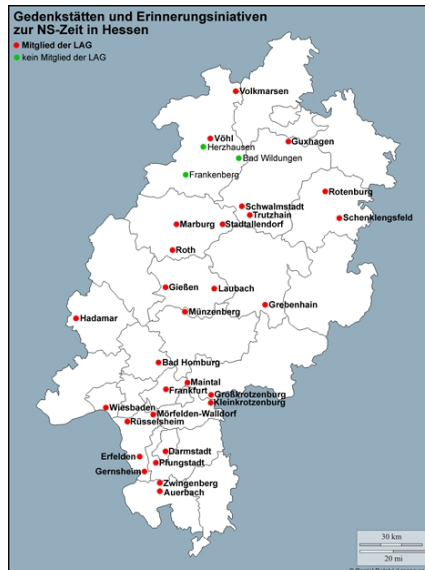 Gedenkstätten und Erinnerungsiniativen
zur NS-Zeit in Hessen
Mitglied der LAG
kein Mitglied der LAG
Volkmarsen
Vöhl
Herzhausen
Guxhagen
Bad Wildungen
Frankenberg
Rotenburg
Schwalmstadt
Trutzhain
Schenklengsfeld
Marburg
Stadtallendorf
Roth
Gießen
Laubach
Grebenhain
Münzenberg
Hadamar
Bad Homburg
Maintal
Frankfurt
Großkrotzenburg
Kleinkrotzenburg
Wiesbaden
Mörfelden-Walldorf
Rüsselsheim
Darmstadt
Erfelden
Pfungstadt
Gernsheim
Zwingenberg
Auerbach
30 km
20 mi